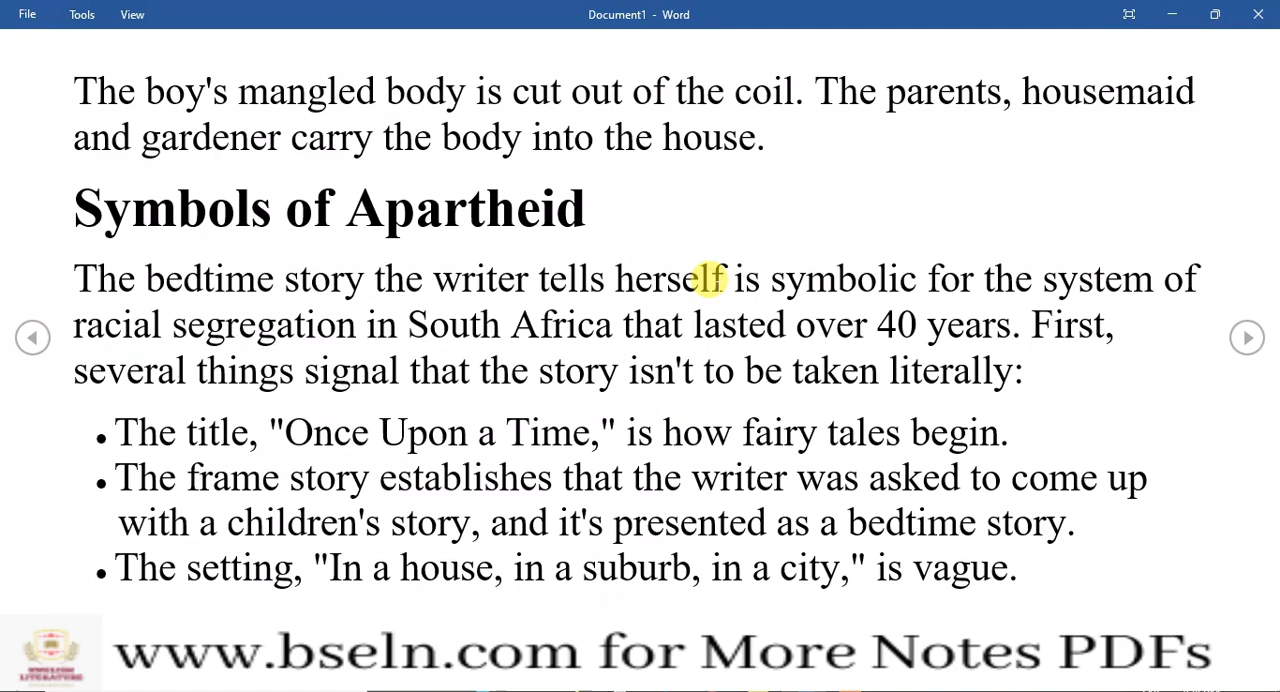 File Tools View Document1 - Word
The boy's mangled body is cut out of the coil. The parents, housemaid
and gardener carry the body into the house.
Symbols of Apartheid
The bedtime story the writer tells herself is symbolic for the system of
racial segregation in South Africa that lasted over 40 years. First,
several things signal that the story isn't to be taken literally:
• The title, "Once Upon a Time," is how fairy tales begin.
• The frame story establishes that the writer was asked to come up
with a children's story, and it's presented as a bedtime story.
• The setting, "In a house, in a suburb, in a city," is vague.
www.bseln.com for More Notes PDFs
ENGLISH
LITERATURE